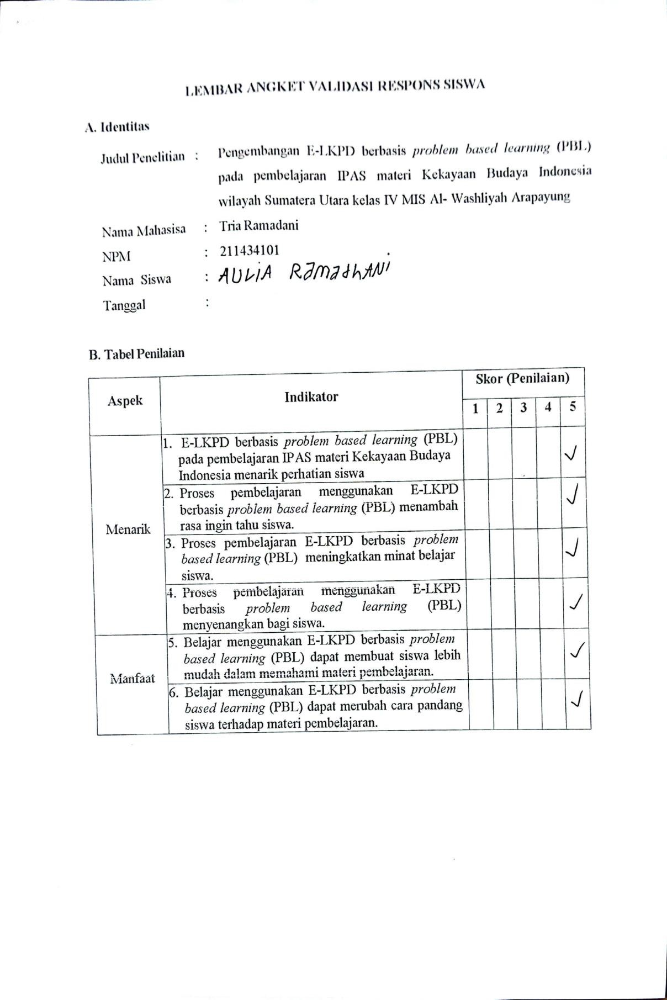 LEMBAR ANGKET VALIDASI RESPONS SISWA
A. Identitas
Judul Penelitian : Pengembangan E-LKPD berbasis problem based learning (PBL)
pada pembelajaran IPAS materi Kekayaan Budaya Indonesia
wilayah Sumatera Utara kelas IV MIS Al- Washliyah Arapayung
Nama Mahasisa : Tria Ramadani
NPM : 211434101
Nama Siswa : AULIA RamadhANi
Tanggal :
B. Tabel Penilaian
Aspek Indikator Skor (Penilaian)
1 2 3 4 5
Menarik
1. E-LKPD berbasis problem based learning (PBL)
pada pembelajaran IPAS materi Kekayaan Budaya
Indonesia menarik perhatian siswa
✓
2. Proses pembelajaran menggunakan E-LKPD
berbasis problem based learning (PBL) menambah
rasa ingin tahu siswa.
✓
3. Proses pembelajaran E-LKPD berbasis problem
based learning (PBL) meningkatkan minat belajar
siswa.
✓
4. Proses pembelajaran menggunakan E-LKPD
berbasis problem based learning (PBL)
menyenangkan bagi siswa.
✓
Manfaat
5. Belajar menggunakan E-LKPD berbasis problem
based learning (PBL) dapat membuat siswa lebih
mudah dalam memahami materi pembelajaran.
✓
6. Belajar menggunakan E-LKPD berbasis problem
based learning (PBL) dapat merubah cara pandang
siswa terhadap materi pembelajaran.
✓